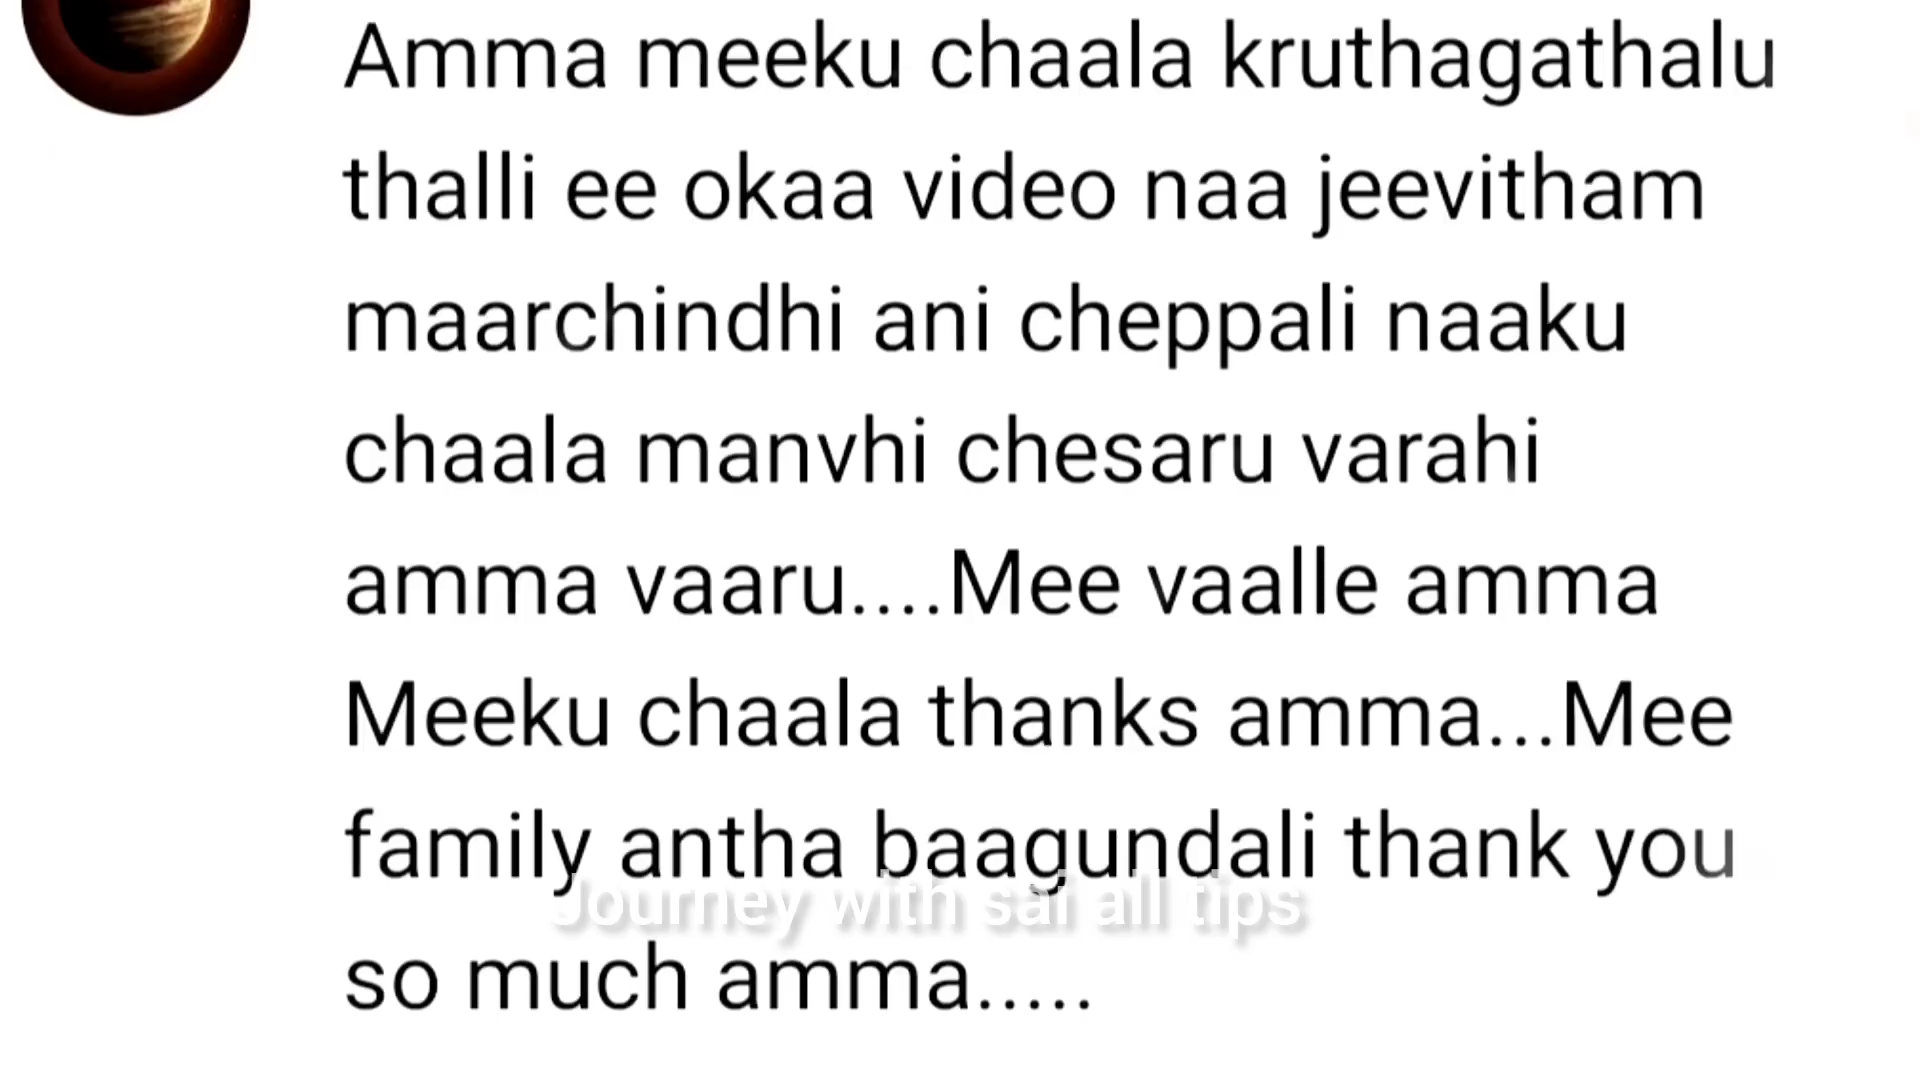 Amma meeku chaala kruthagathalu
thalli ee okaa video naa jeevitham
maarchindhi ani cheppali naaku
chaala manvhi chesaru varahi
amma vaaru....Mee vaalle amma
Meeku chaala thanks amma...Mee
family antha baagundali thank you
Journey with sai all tips
so much amma.....